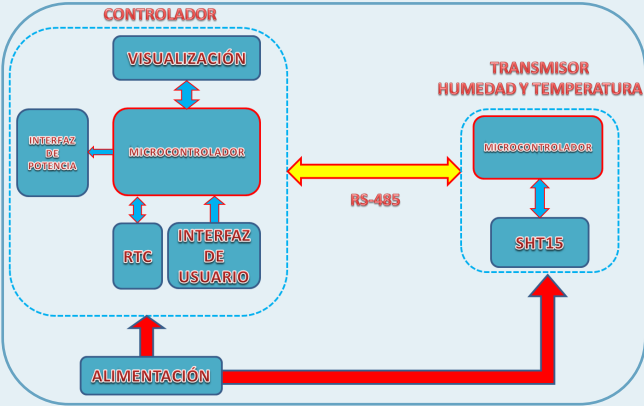 CONTROLADOR
VISUALIZACIÓN
INTERFAZ
DE
POTENCIA
MICROCONTROLADOR
RTC
INTERFAZ
DE
USUARIO
RS-485
TRANSMISOR
HUMEDAD Y TEMPERATURA
MICROCONTROLADOR
SHT15
ALIMENTACIÓN